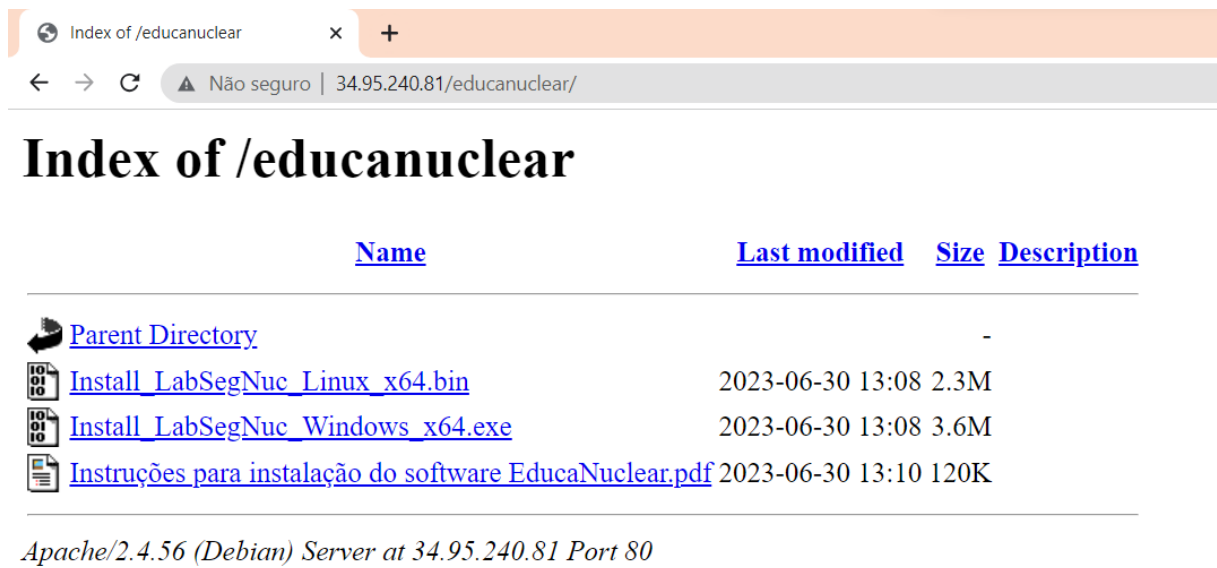 Index of /educanuclear
Não seguro | 34.95.240.81/educanuclear/
Index of /educanuclear
Name Last modified Size Description
Parent Directory -
Install_LabSegNuc_Linux_x64.bin 2023-06-30 13:08 2.3M
Install_LabSegNuc_Windows_x64.exe 2023-06-30 13:08 3.6M
Instruções para instalação do software EducaNuclear.pdf 2023-06-30 13:10 120K
Apache/2.4.56 (Debian) Server at 34.95.240.81 Port 80